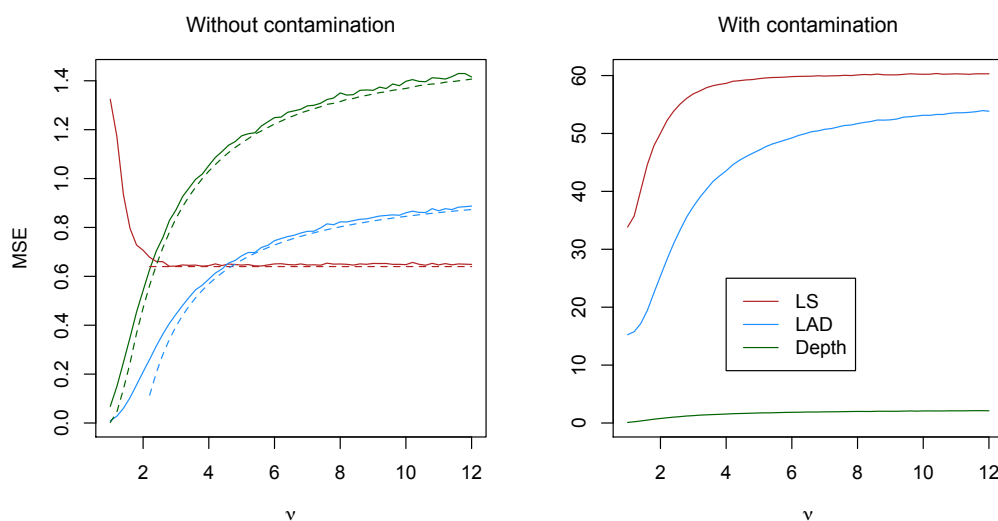 Without contamination
MSE
1.4
1.2
1.0
0.8
0.6
0.4
0.2
0.0
2 4 6 8 10 12
ν
With contamination
60
50
40
30
20
10
0
LS
LAD
Depth
2 4 6 8 10 12
ν